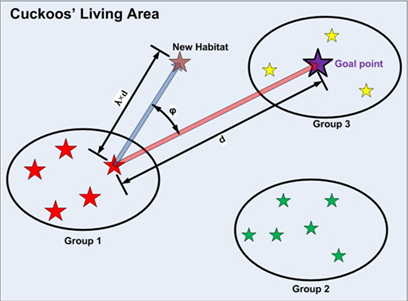 Cuckoos' Living Area
New Habitat
Goal point
λ×d
φ
d
Group 3
Group 1
Group 2